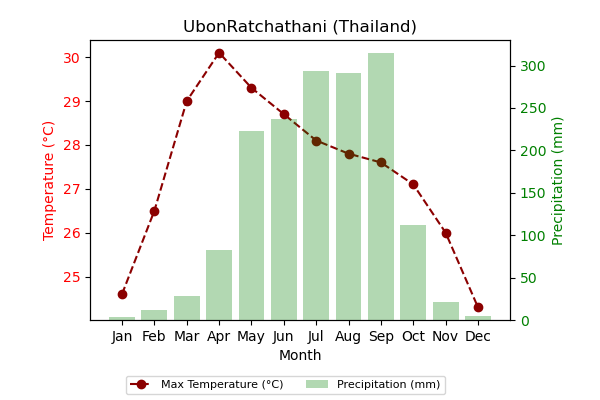 UbonRatchathani (Thailand)
30
29
28
27
26
25
Temperature (°C)
300
250
200
150
100
50
0
Precipitation (mm)
Jan Feb Mar Apr May Jun Jul Aug Sep Oct Nov Dec
Month
Max Temperature (°C) Precipitation (mm)